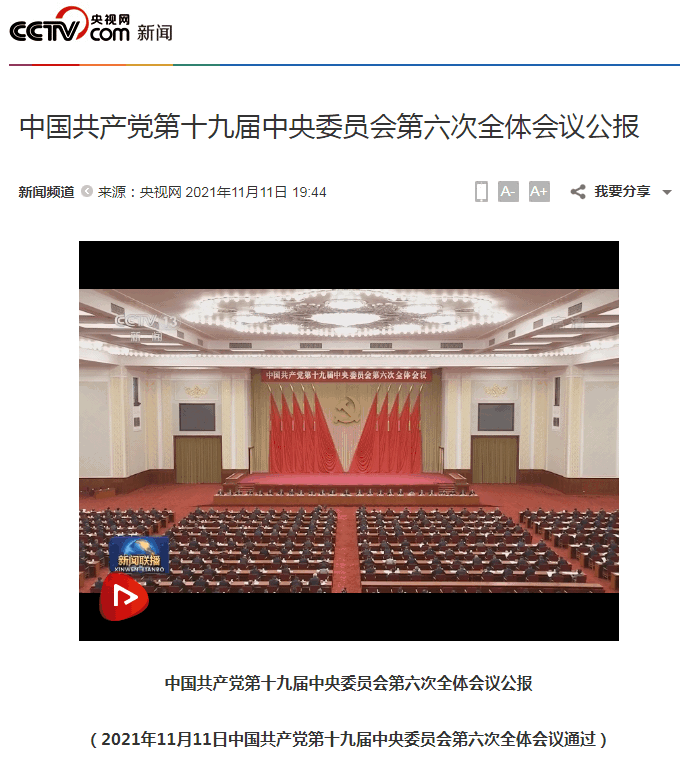 CCTV.com 央视网 新闻
中国共产党第十九届中央委员会第六次全体会议公报
新闻频道 来源：央视网 2021年11月11日 19:44 A- A+ 我要分享
CCTV 13
新闻
中国共产党第十九届中央委员会第六次全体会议
新闻联播
XINWEN LIANBO
中国共产党第十九届中央委员会第六次全体会议公报
（2021年11月11日中国共产党第十九届中央委员会第六次全体会议通过）